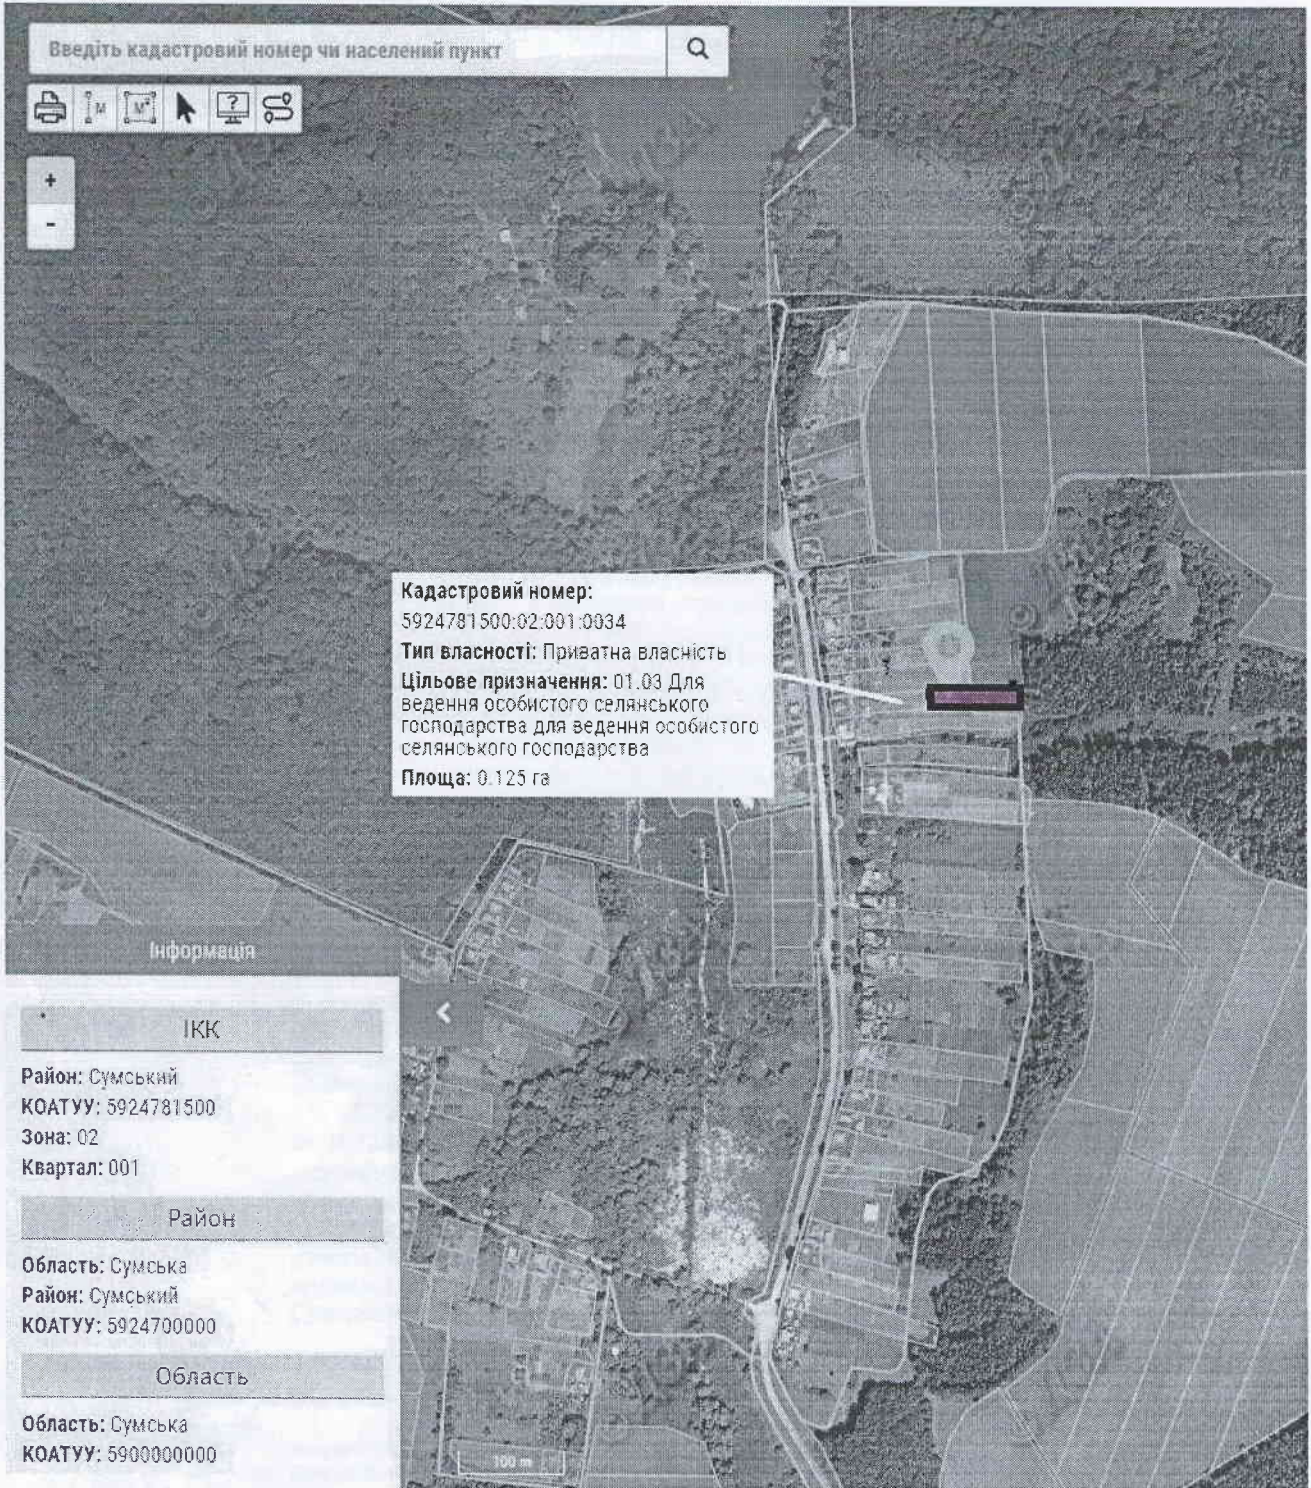 Введіть кадастровий номер чи населений пункт
M
M²
?
+
-
Кадастровий номер:
5924781500:02:001:0034
Тип власності: Приватна власність
Цільове призначення: 01.03 Для
ведення особистого селянського
господарства для ведення особистого
селянського господарства
Площа: 0.125 га
Інформація
ІКК
Район: Сумський
КОАТУУ: 5924781500
Зона: 02
Квартал: 001
Район
Область: Сумська
Район: Сумський
КОАТУУ: 5924700000
Область
Область: Сумська
КОАТУУ: 5900000000
100 m